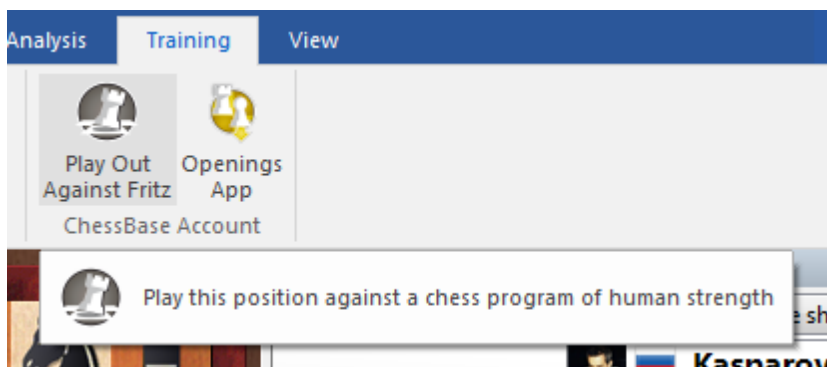 Analysis Training View
Play Out
Against Fritz
Openings
App
ChessBase Account
Play this position against a chess program of human strength
Kasparov